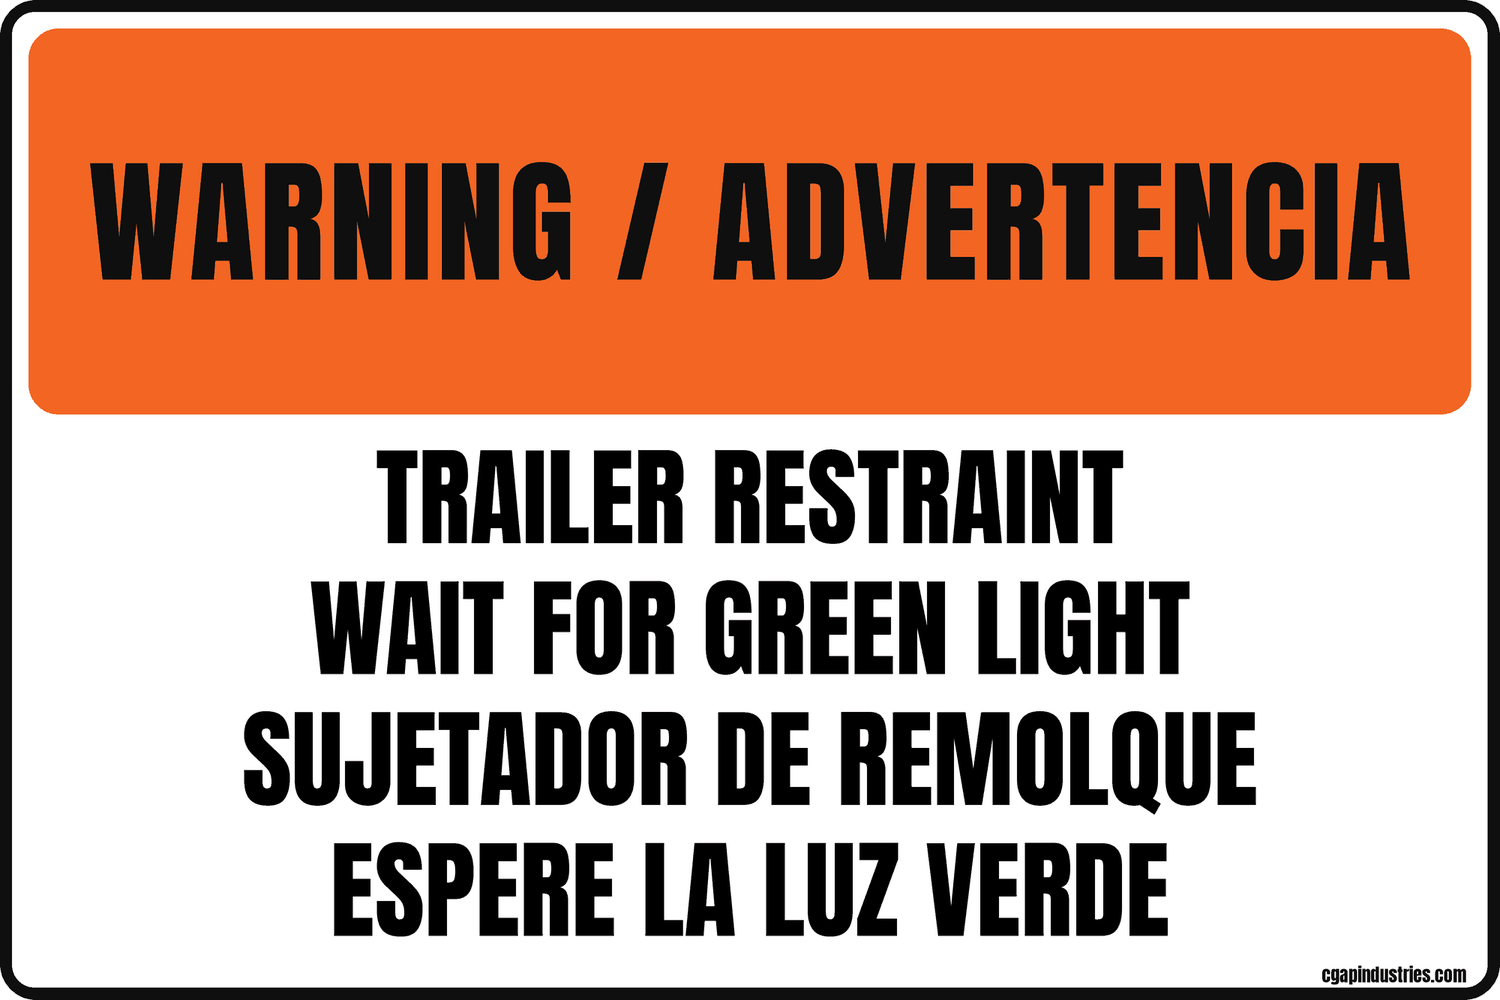 WARNING / ADVERTENCIA
TRAILER RESTRAINT
WAIT FOR GREEN LIGHT
SUJETADOR DE REMOLQUE
ESPERE LA LUZ VERDE
cgapindustries.com